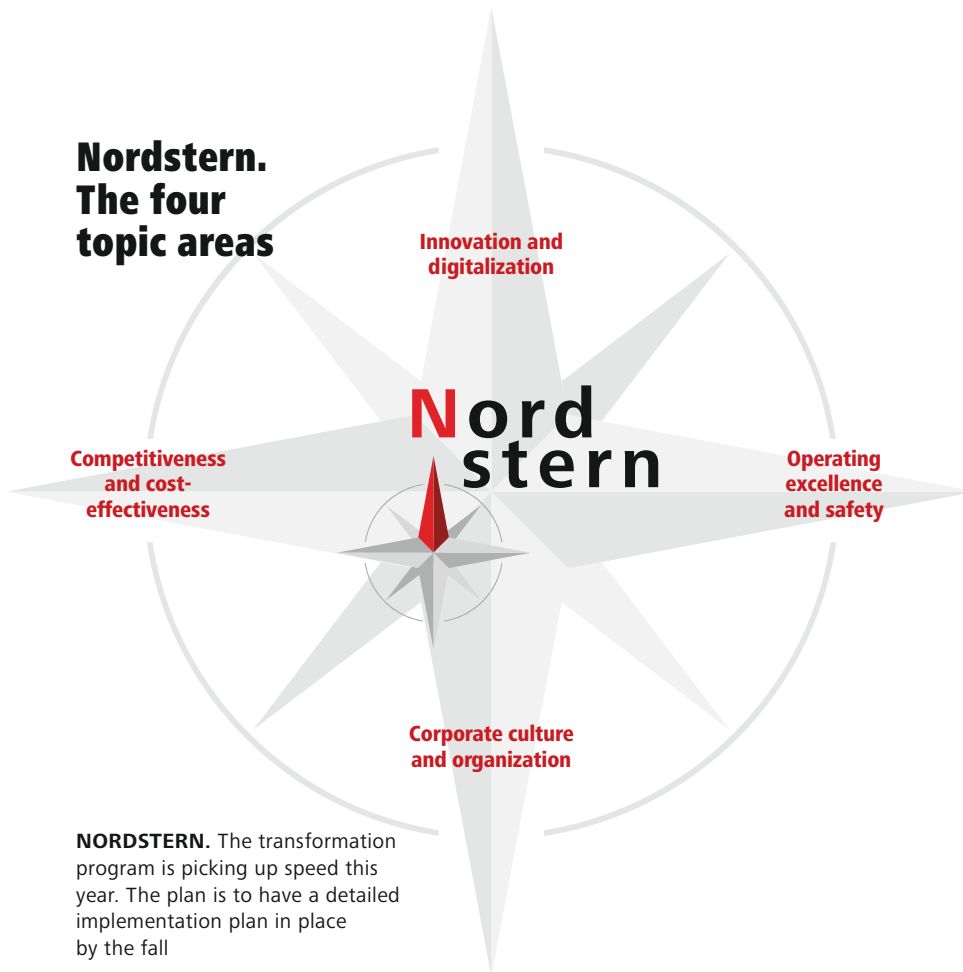 Nordstern.
The four
topic areas
Innovation and
digitalization
Nord
stern
Competitiveness
and cost-
effectiveness
Operating
excellence
and safety
Corporate culture
and organization
NORDSTERN. The transformation
program is picking up speed this
year. The plan is to have a detailed
implementation plan in place
by the fall